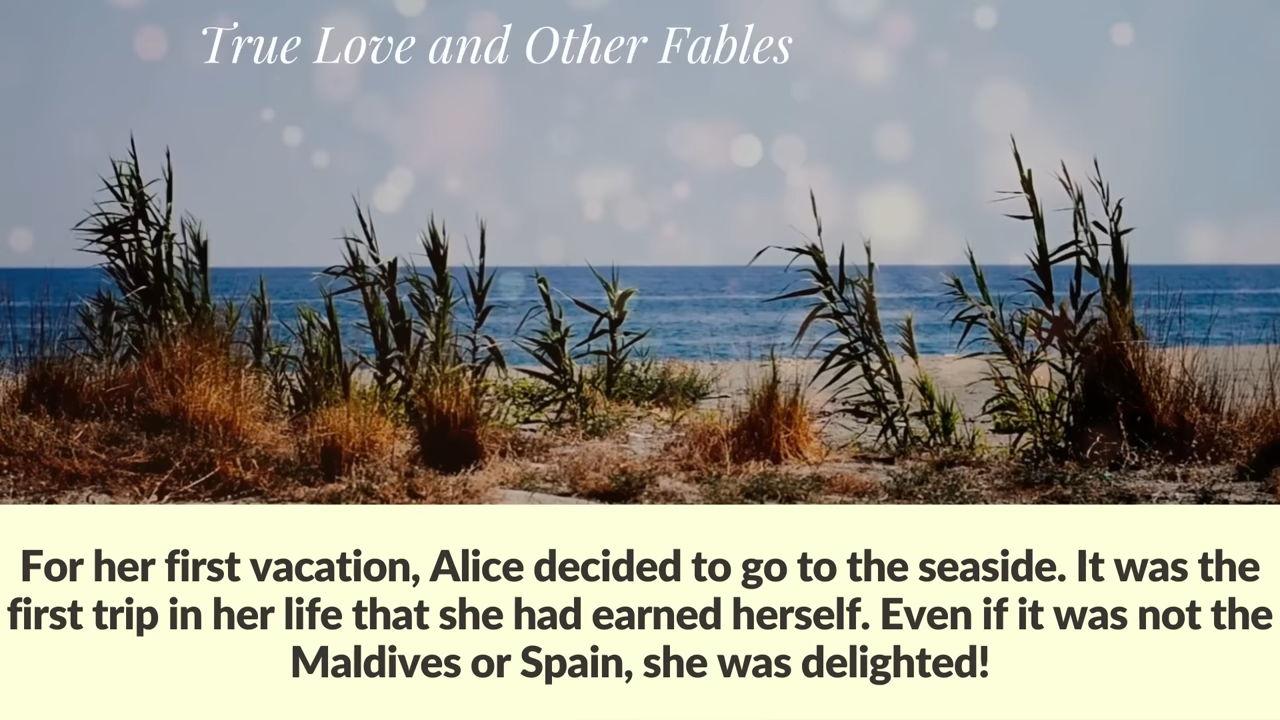 True Love and Other Fables
For her first vacation, Alice decided to go to the seaside. It was the
first trip in her life that she had earned herself. Even if it was not the
Maldives or Spain, she was delighted!